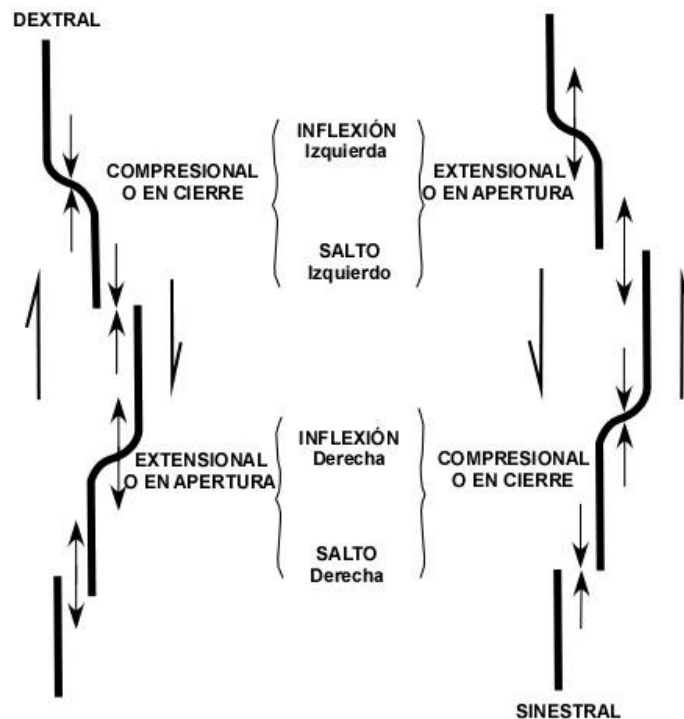 DEXTRAL
INFLEXIÓN
Izquierda
COMPRESIONAL
O EN CIERRE
EXTENSIONAL
O EN APERTURA
SALTO
Izquierdo
INFLEXIÓN
Derecha
EXTENSIONAL
O EN APERTURA
COMPRESIONAL
O EN CIERRE
SALTO
Derecha
SINESTRAL